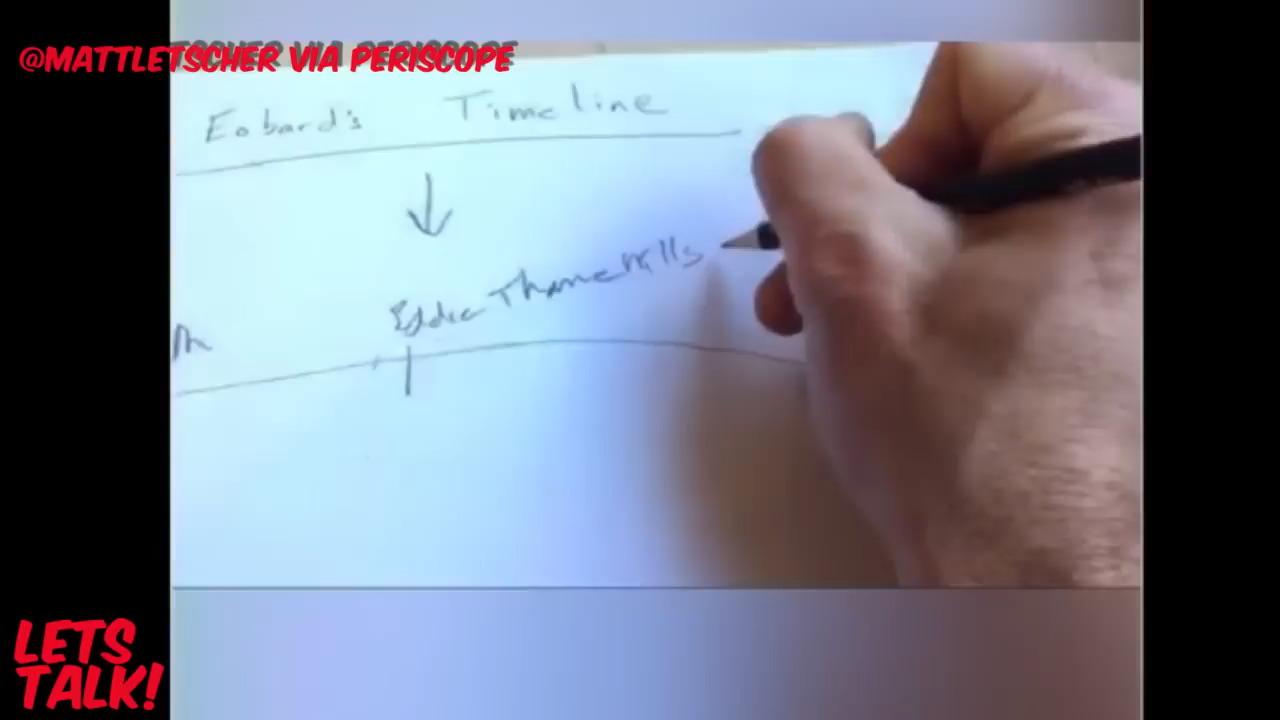 @MATTLETSCHER VIA PERISCOPE
Eobard's Timeline
Eddie Thawne kills
LETS
TALK!